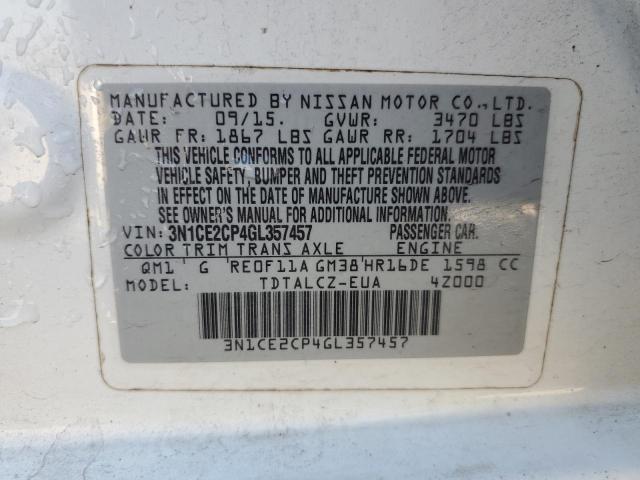 MANUFACTURED BY NISSAN MOTOR CO.,LTD.
DATE: 09/15. GVWR: 3470 LBS
GAWR FR: 1867 LBS GAWR RR: 1704 LBS
THIS VEHICLE CONFORMS TO ALL APPLICABLE FEDERAL MOTOR
VEHICLE SAFETY, BUMPER AND THEFT PREVENTION STANDARDS
IN EFFECT ON THE DATE OF MANUFACTURE SHOWN ABOVE.
SEE OWNER'S MANUAL FOR ADDITIONAL INFORMATION.
VIN: 3N1CE2CP4GL357457 PASSENGER CAR.
COLOR TRIM TRANS AXLE ENGINE
QM1 G RE0F11A GM38 HR16DE 1598 CC
MODEL: TDTALCZ-EUA 4Z000
3N1CE2CP4GL357457